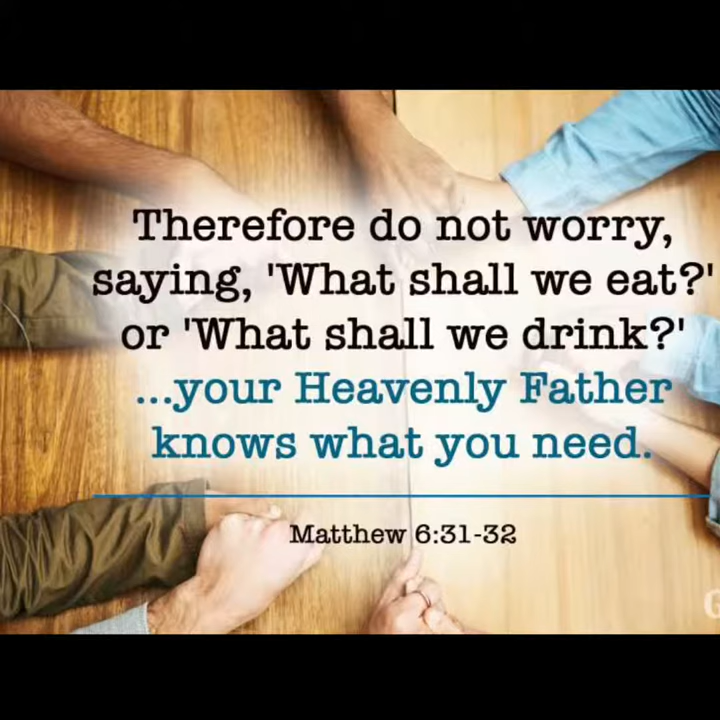 Therefore do not worry,
saying, 'What shall we eat?'
or 'What shall we drink?'
...your Heavenly Father
knows what you need.
Matthew 6:31-32